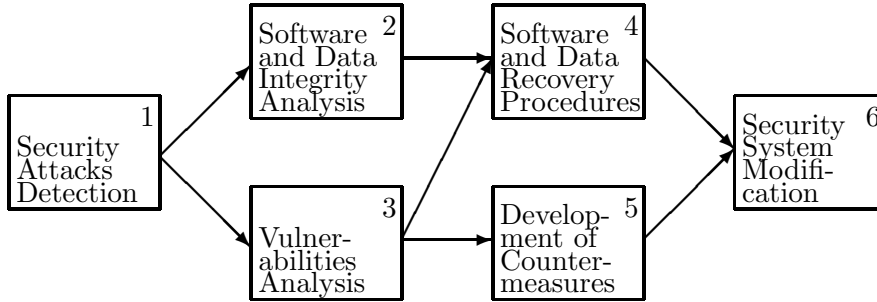 1
Security
Attacks
Detection
2
Software
and Data
Integrity
Analysis
3
Vulner-
abilities
Analysis
4
Software
and Data
Recovery
Procedures
5
Develop-
ment of
Counter-
measures
6
Security
System
Modifi-
cation